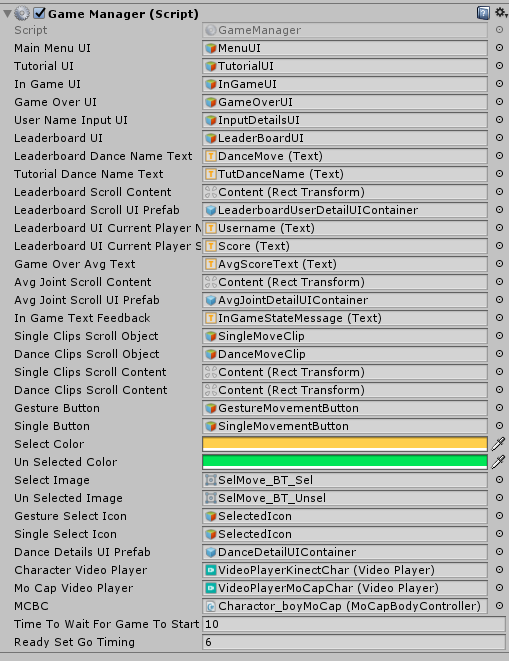 Game Manager (Script)
Script GameManager
Main Menu UI MenuUI
Tutorial UI TutorialUI
In Game UI InGameUI
Game Over UI GameOverUI
User Name Input UI InputDetailsUI
Leaderboard UI LeaderBoardUI
Leaderboard Dance Name Text DanceMove (Text)
Tutorial Dance Name Text TutDanceName (Text)
Leaderboard Scroll Content Content (Rect Transform)
Leaderboard Scroll UI Prefab LeaderboardUserDetailUIContainer
Leaderboard UI Current Player N Username (Text)
Leaderboard UI Current Player S Score (Text)
Game Over Avg Text AvgScoreText (Text)
Avg Joint Scroll Content Content (Rect Transform)
Avg Joint Scroll UI Prefab AvgJointDetailUIContainer
In Game Text Feedback InGameStateMessage (Text)
Single Clips Scroll Object SingleMoveClip
Dance Clips Scroll Object DanceMoveClip
Single Clips Scroll Content Content (Rect Transform)
Dance Clips Scroll Content Content (Rect Transform)
Gesture Button GestureMovementButton
Single Button SingleMovementButton
Select Color
Un Selected Color
Select Image SelMove_BT_Sel
Un Selected Image SelMove_BT_Unsel
Gesture Select Icon SelectedIcon
Single Select Icon SelectedIcon
Dance Details UI Prefab DanceDetailUIContainer
Character Video Player VideoPlayerKinectChar (Video Player)
Mo Cap Video Player VideoPlayerMoCapChar (Video Player)
MCBC Charactor_boyMoCap (MoCapBodyController)
Time To Wait For Game To Start 10
Ready Set Go Timing 6